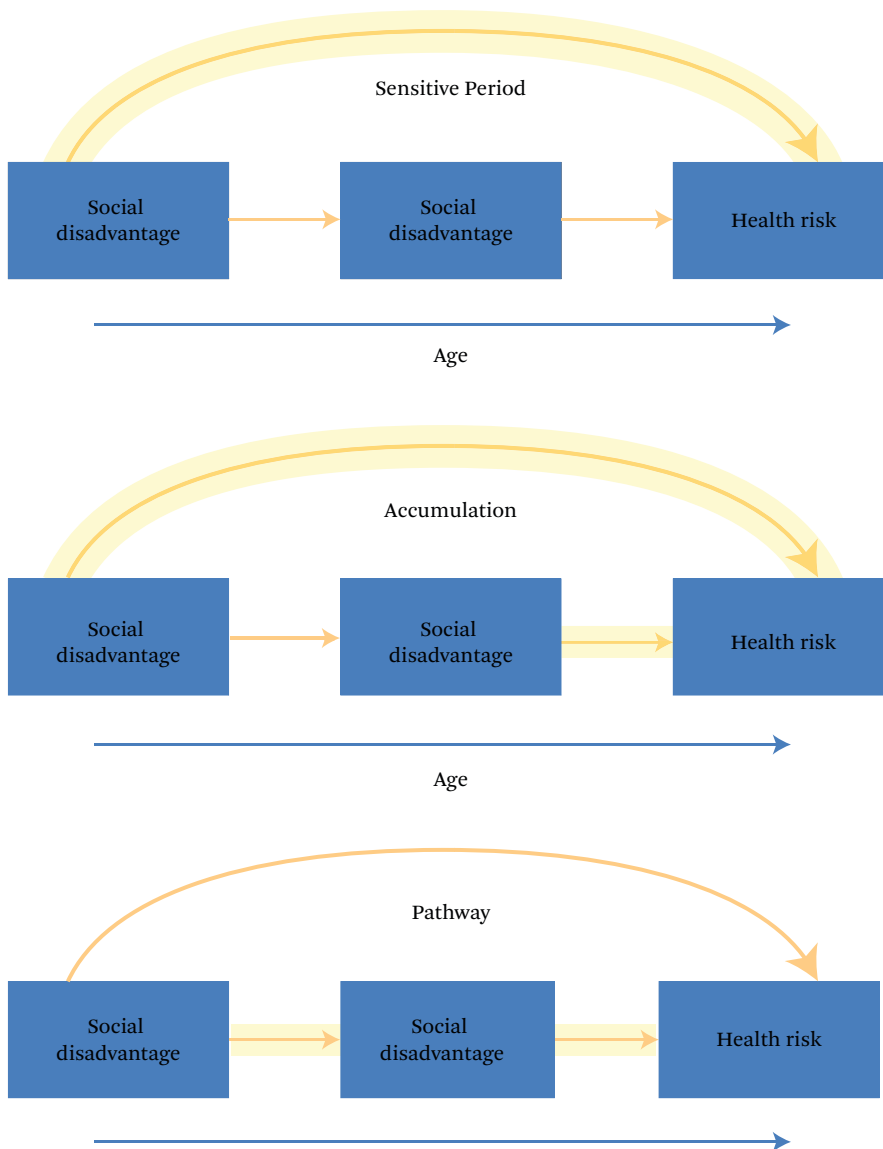 Sensitive Period
Social
disadvantage
Social
disadvantage
Health risk
Age
Accumulation
Social
disadvantage
Social
disadvantage
Health risk
Age
Pathway
Social
disadvantage
Social
disadvantage
Health risk